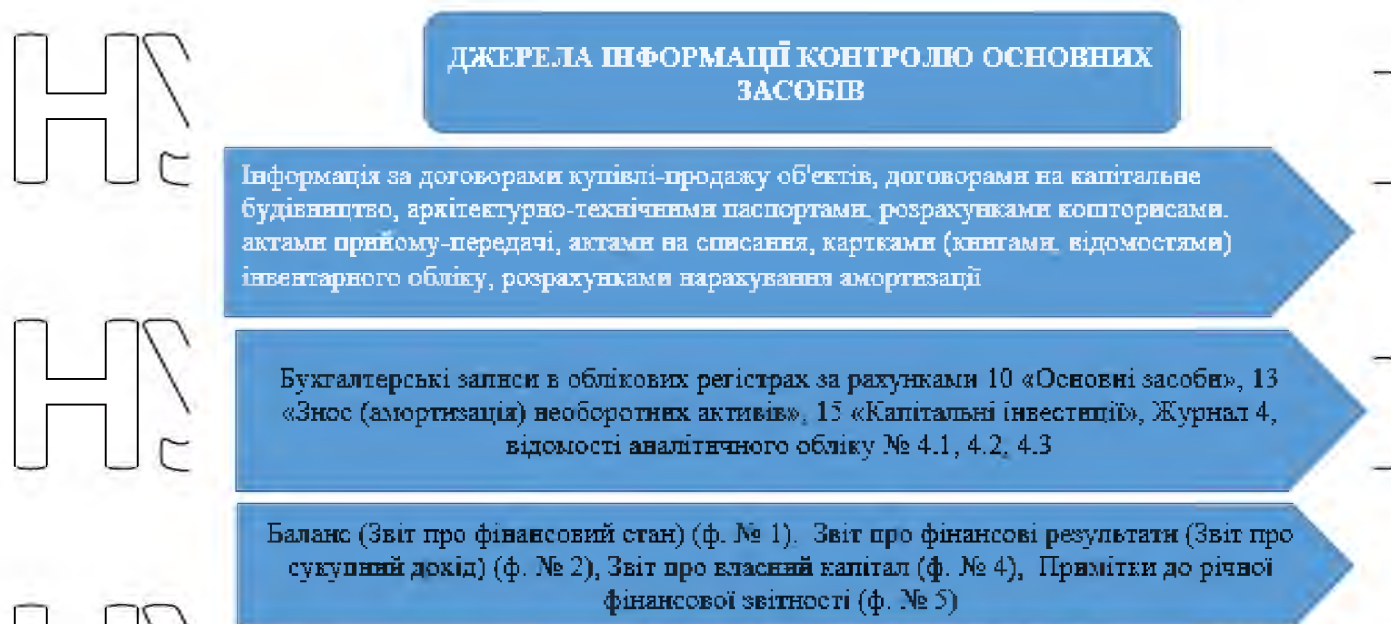 ДЖЕРЕЛА ІНФОРМАЦІЇ КОНТРОЛЮ ОСНОВНИХ
ЗАСОБІВ
Інформація за договорами купівлі-продажу об'єктів, договорами на капітальне
будівництво, архітектурно-технічними паспортами, розрахунками кошторисами.
актами прийому-передачі, актами на списання, картками (книгами, відомостями)
інвентарного обліку, розрахунками нарахування амортизації
Бухгалтерські записи в облікових регістрах за рахунками 10 «Основні засоби», 13
«Знос (амортизація) необоротних активів», 15 «Капітальні інвестиції», Журнал 4,
відомості аналітичного обліку № 4.1, 4.2, 4.3
Баланс (Звіт про фінансовий стан) (ф. № 1), Звіт про фінансові результати (Звіт про
сукупний дохід) (ф. № 2), Звіт про власний капітал (ф. № 4), Примітки до річної
фінансової звітності (ф. № 5)